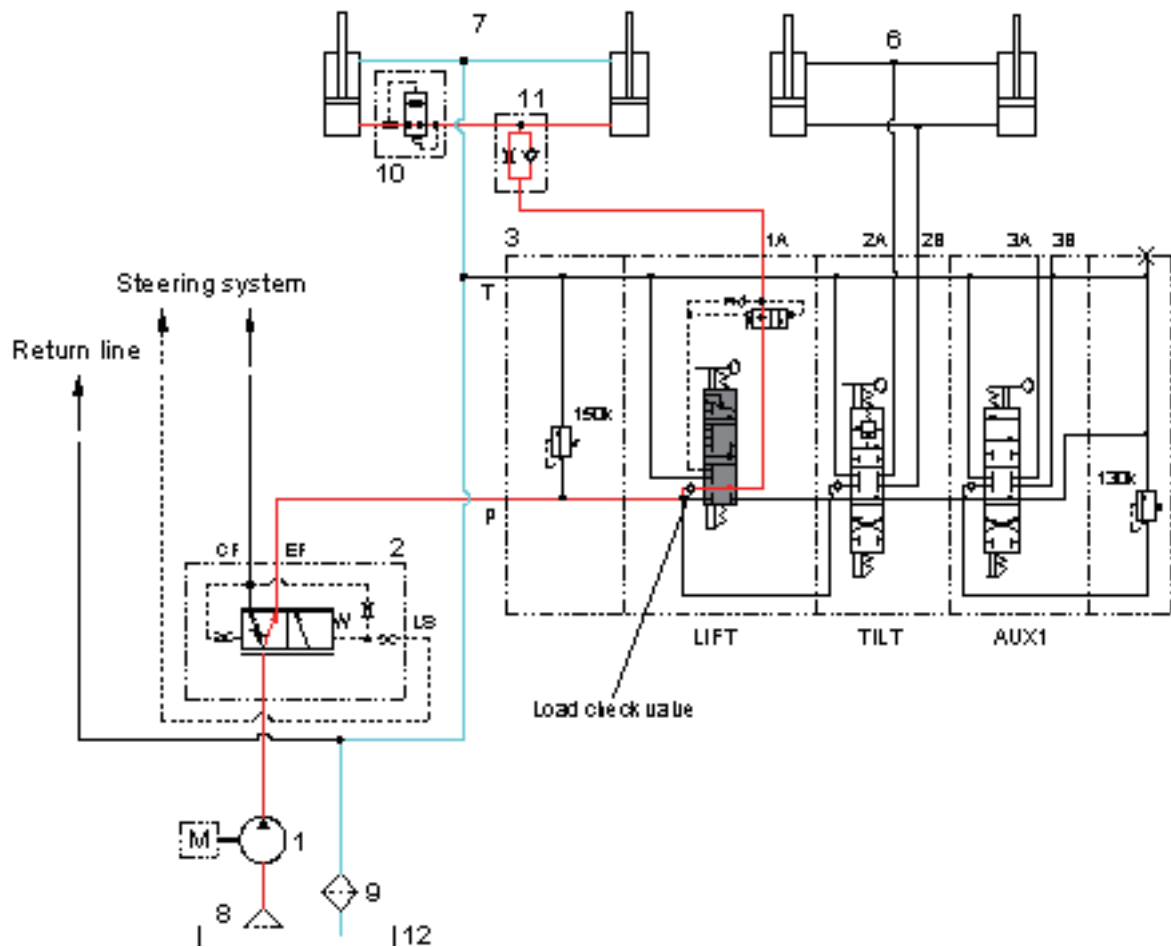 7
6
11
10
3
1A
2A
2B
3A
3B
Steering system
T
Return line
150k
130k
P
CF
EF
2
LS
LIFT
TILT
AUX1
Load check value
M
1
8
9
12